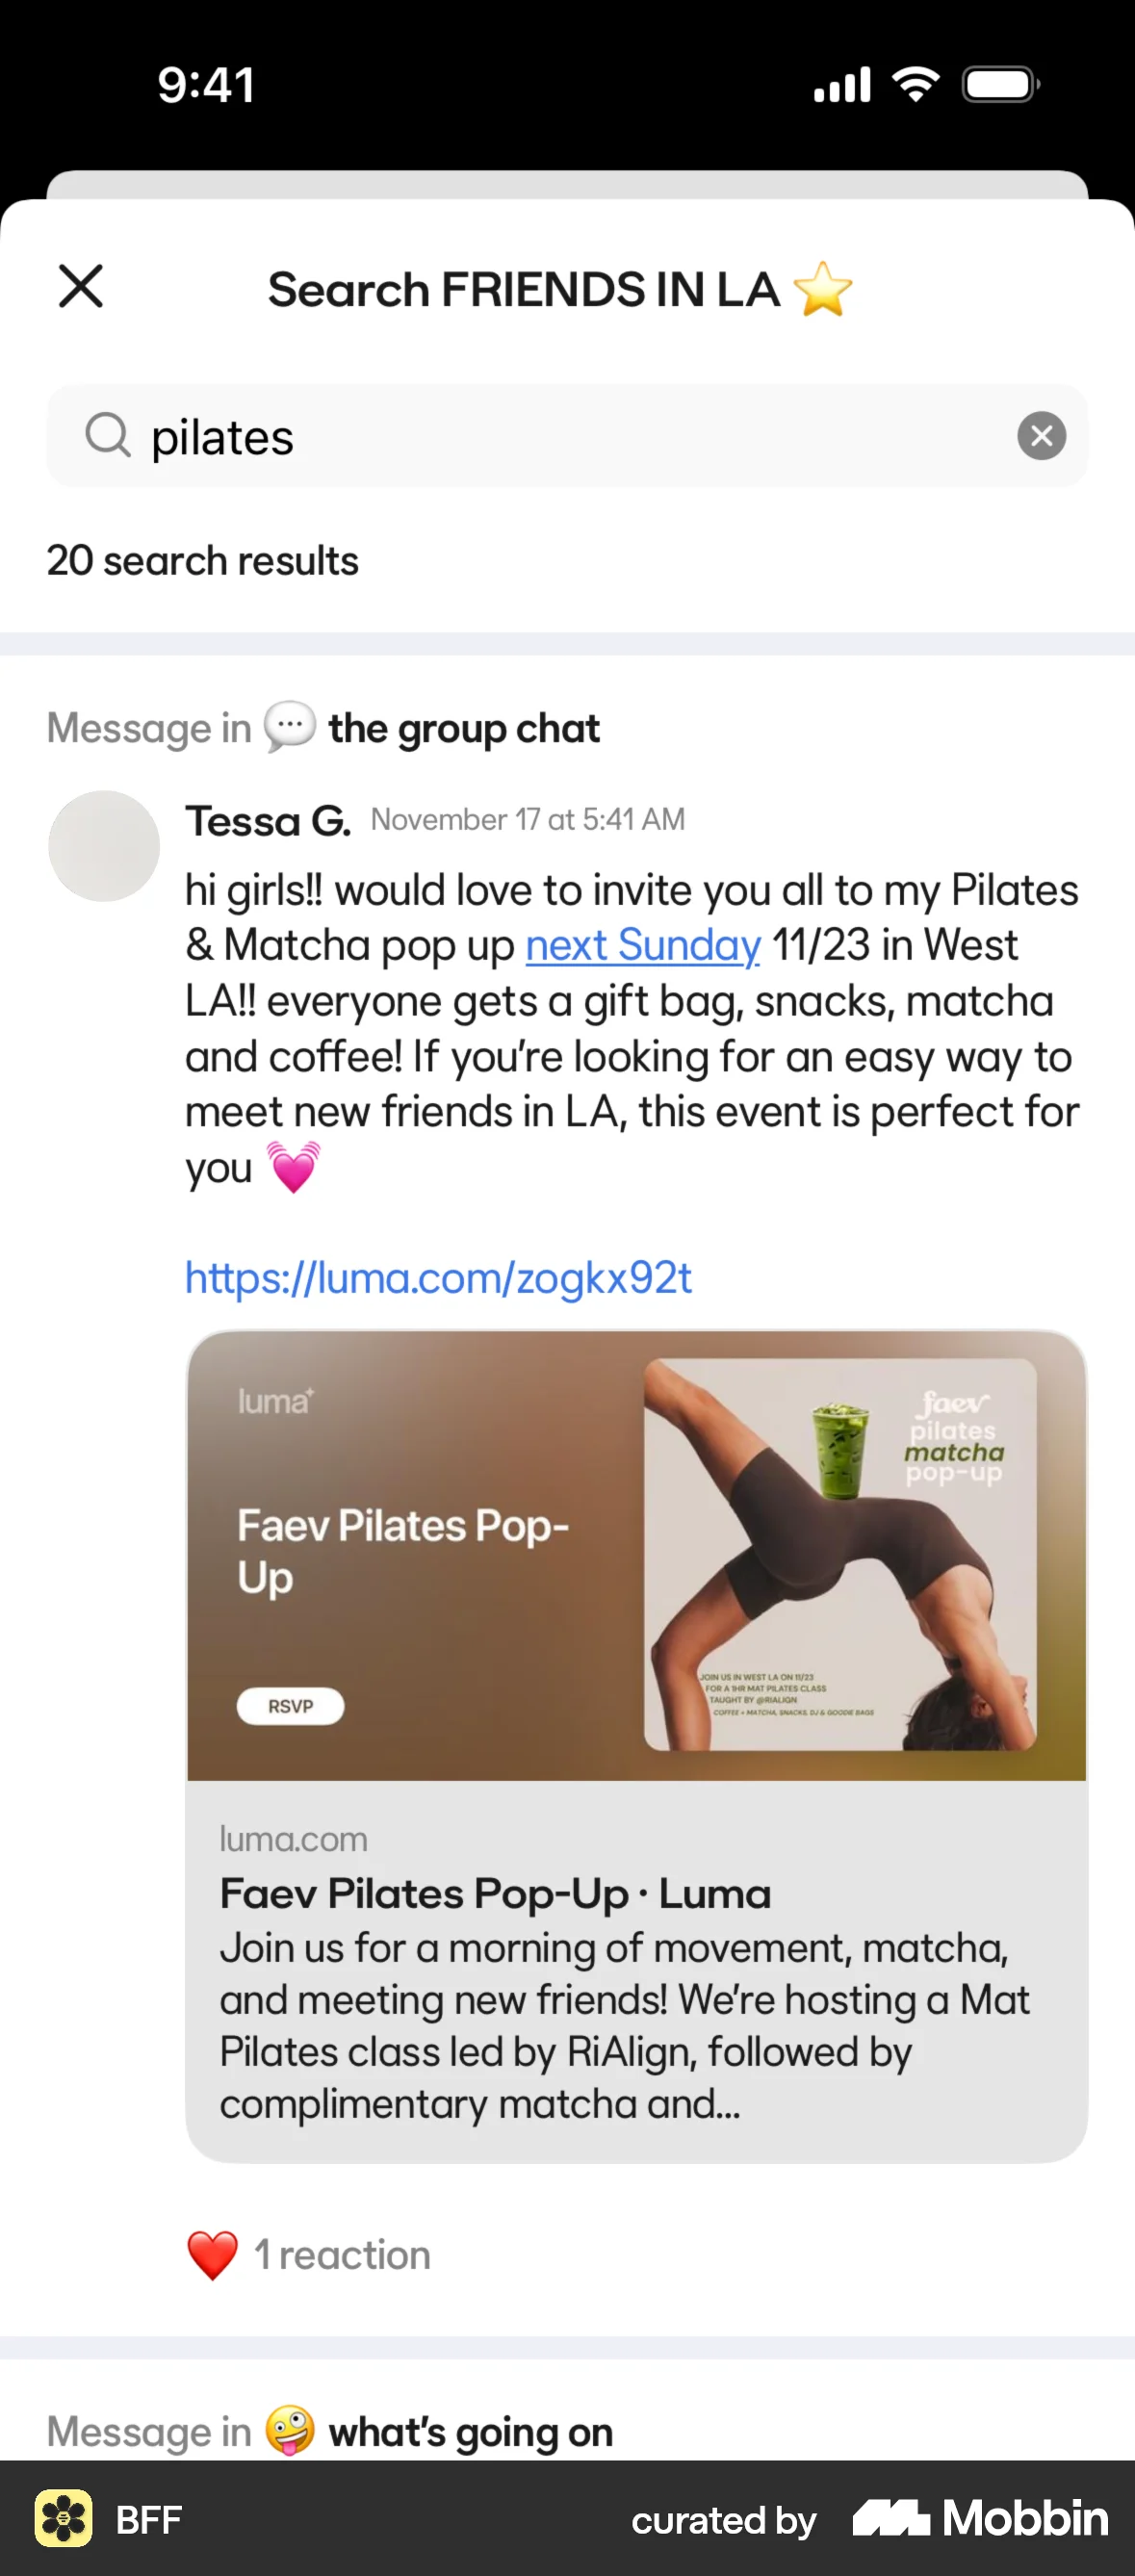 9:41
Search FRIENDS IN LA ⭐
pilates
20 search results
Message in 💬 the group chat
Tessa G. November 17 at 5:41 AM
hi girls!! would love to invite you all to my Pilates
& Matcha pop up next Sunday 11/23 in West
LA!! everyone gets a gift bag, snacks, matcha
and coffee! If you’re looking for an easy way to
meet new friends in LA, this event is perfect for
you 💓
https://luma.com/zogkx92t
luma
Faev Pilates Pop-
Up
RSVP
faev
pilates
matcha
pop-up
JOIN US IN WEST LA ON 11/23
FOR A 1HR MAT PILATES CLASS
TAUGHT BY @RIALIGN
COFFEE + MATCHA, SNACKS, DJ & GOODIE BAGS
luma.com
Faev Pilates Pop-Up · Luma
Join us for a morning of movement, matcha,
and meeting new friends! We’re hosting a Mat
Pilates class led by RiAlign, followed by
complimentary matcha and...
❤️ 1 reaction
Message in 🤪 what’s going on
BFF
curated by Mobbin